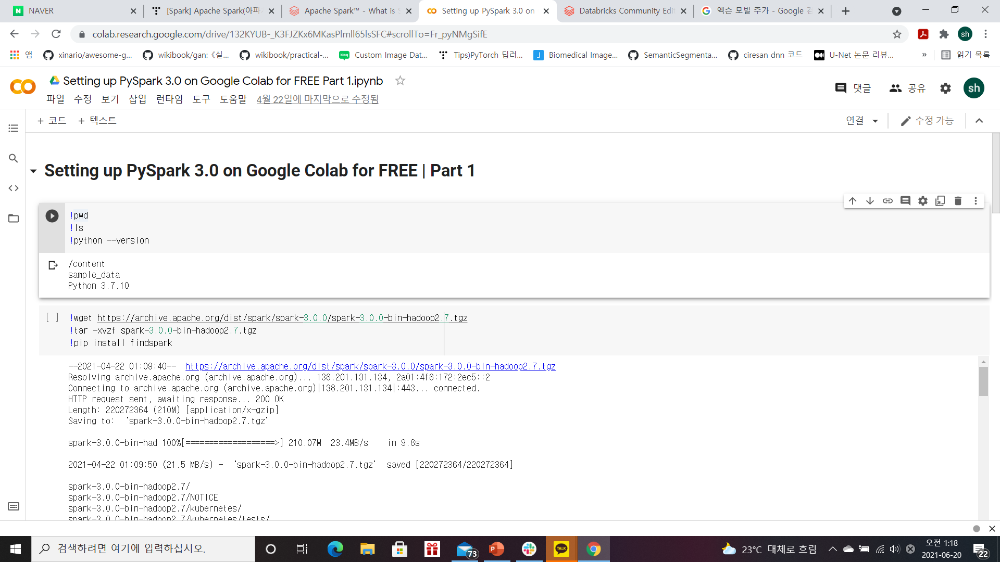 NAVER
[Spark] Apache Spark(아파치
Apache Spark™ - What is S
Setting up PySpark 3.0 on
Databricks Community Edi
엑슨 모빌 주가 - Google 검
colab.research.google.com/drive/132KYUB-_K3FJZKx6MKasPlmll65lsSFC#scrollTo=Fr_pyNMgSifE
sh
앱
xinario/awesome-g...
wikibook/gan:《실...
wikibook/practical-...
blog
Custom Image Dat...
Tips)PyTorch 딥러...
J
Biomedical Image...
SemanticSegmenta...
ciresan dnn 코드
U-Net 논문 리뷰...
»
읽기 목록
Setting up PySpark 3.0 on Google Colab for FREE Part 1.ipynb
댓글
공유
sh
파일 수정 보기 삽입 런타임 도구 도움말 4월 22일에 마지막으로 수정됨
+ 코드 + 텍스트
연결
수정 가능
Setting up PySpark 3.0 on Google Colab for FREE | Part 1
!pwd
!ls
!python --version
/content
sample_data
Python 3.7.10
[ ]
!wget https://archive.apache.org/dist/spark/spark-3.0.0/spark-3.0.0-bin-hadoop2.7.tgz
!tar -xvzf spark-3.0.0-bin-hadoop2.7.tgz
!pip install findspark
--2021-04-22 01:09:40-- https://archive.apache.org/dist/spark/spark-3.0.0/spark-3.0.0-bin-hadoop2.7.tgz
Resolving archive.apache.org (archive.apache.org)... 138.201.131.134, 2a01:4f8:172:2ec5::2
Connecting to archive.apache.org (archive.apache.org)|138.201.131.134|:443... connected.
HTTP request sent, awaiting response... 200 OK
Length: 220272364 (210M) [application/x-gzip]
Saving to: ‘spark-3.0.0-bin-hadoop2.7.tgz’
spark-3.0.0-bin-had 100%[===================>] 210.07M 23.4MB/s in 9.8s
2021-04-22 01:09:50 (21.5 MB/s) - ‘spark-3.0.0-bin-hadoop2.7.tgz’ saved [220272364/220272364]
spark-3.0.0-bin-hadoop2.7/
spark-3.0.0-bin-hadoop2.7/NOTICE
spark-3.0.0-bin-hadoop2.7/kubernetes/
spark-3.0.0-bin-hadoop2.7/kubernetes/tests/
검색하려면 여기에 입력하십시오.
73
TALK
23°C 대체로 흐림
오전 1:18
2021-06-20
22